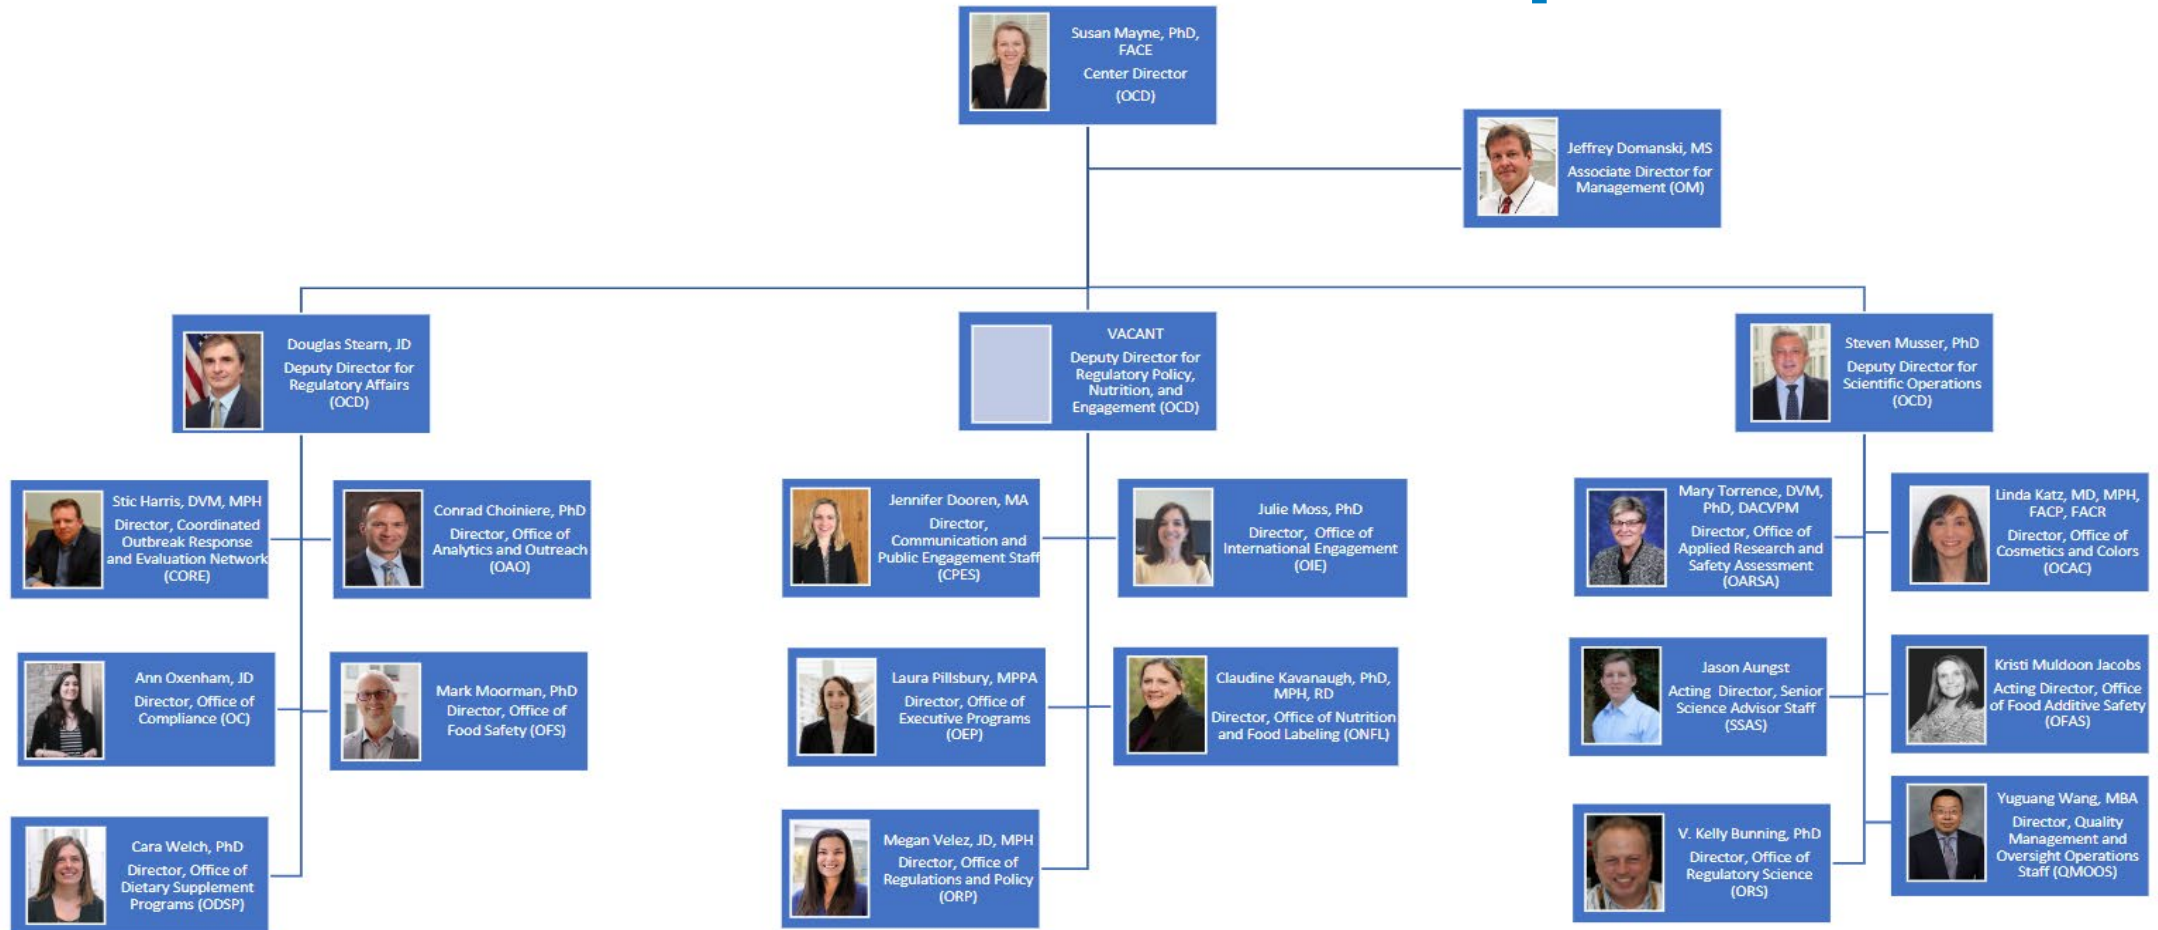 Susan Mayne, PhD,
FACE
Center Director
(OCD)
Jeffrey Domanski, MS
Associate Director for
Management (OM)
Douglas Stearn, JD
Deputy Director for
Regulatory Affairs
(OCD)
VACANT
Deputy Director for
Regulatory Policy,
Nutrition, and
Engagement (OCD)
Steven Musser, PhD
Deputy Director for
Scientific Operations
(OCD)
Stic Harris, DVM, MPH
Director, Coordinated
Outbreak Response
and Evaluation Network
(CORE)
Conrad Choiniere, PhD
Director, Office of
Analytics and Outreach
(OAO)
Jennifer Dooren, MA
Director,
Communication and
Public Engagement Staff
(CPES)
Julie Moss, PhD
Director, Office of
International Engagement
(OIE)
Mary Torrence, DVM,
PhD, DACVPM
Director, Office of
Applied Research and
Safety Assessment
(OARSA)
Linda Katz, MD, MPH,
FACP, FACR
Director, Office of
Cosmetics and Colors
(OCAC)
Ann Oxenham, JD
Director, Office of
Compliance (OC)
Mark Moorman, PhD
Director, Office of
Food Safety (OFS)
Laura Pillsbury, MPPA
Director, Office of
Executive Programs
(OEP)
Claudine Kavanaugh, PhD,
MPH, RD
Director, Office of Nutrition
and Food Labeling (ONFL)
Jason Aungst
Acting Director, Senior
Science Advisor Staff
(SSAS)
Kristi Muldoon Jacobs
Acting Director, Office
of Food Additive Safety
(OFAS)
Cara Welch, PhD
Director, Office of
Dietary Supplement
Programs (ODSP)
Megan Velez, JD, MPH
Director, Office of
Regulations and Policy
(ORP)
V. Kelly Bunning, PhD
Director, Office of
Regulatory Science
(ORS)
Yuguang Wang, MBA
Director, Quality
Management and
Oversight Operations
Staff (QMOOS)